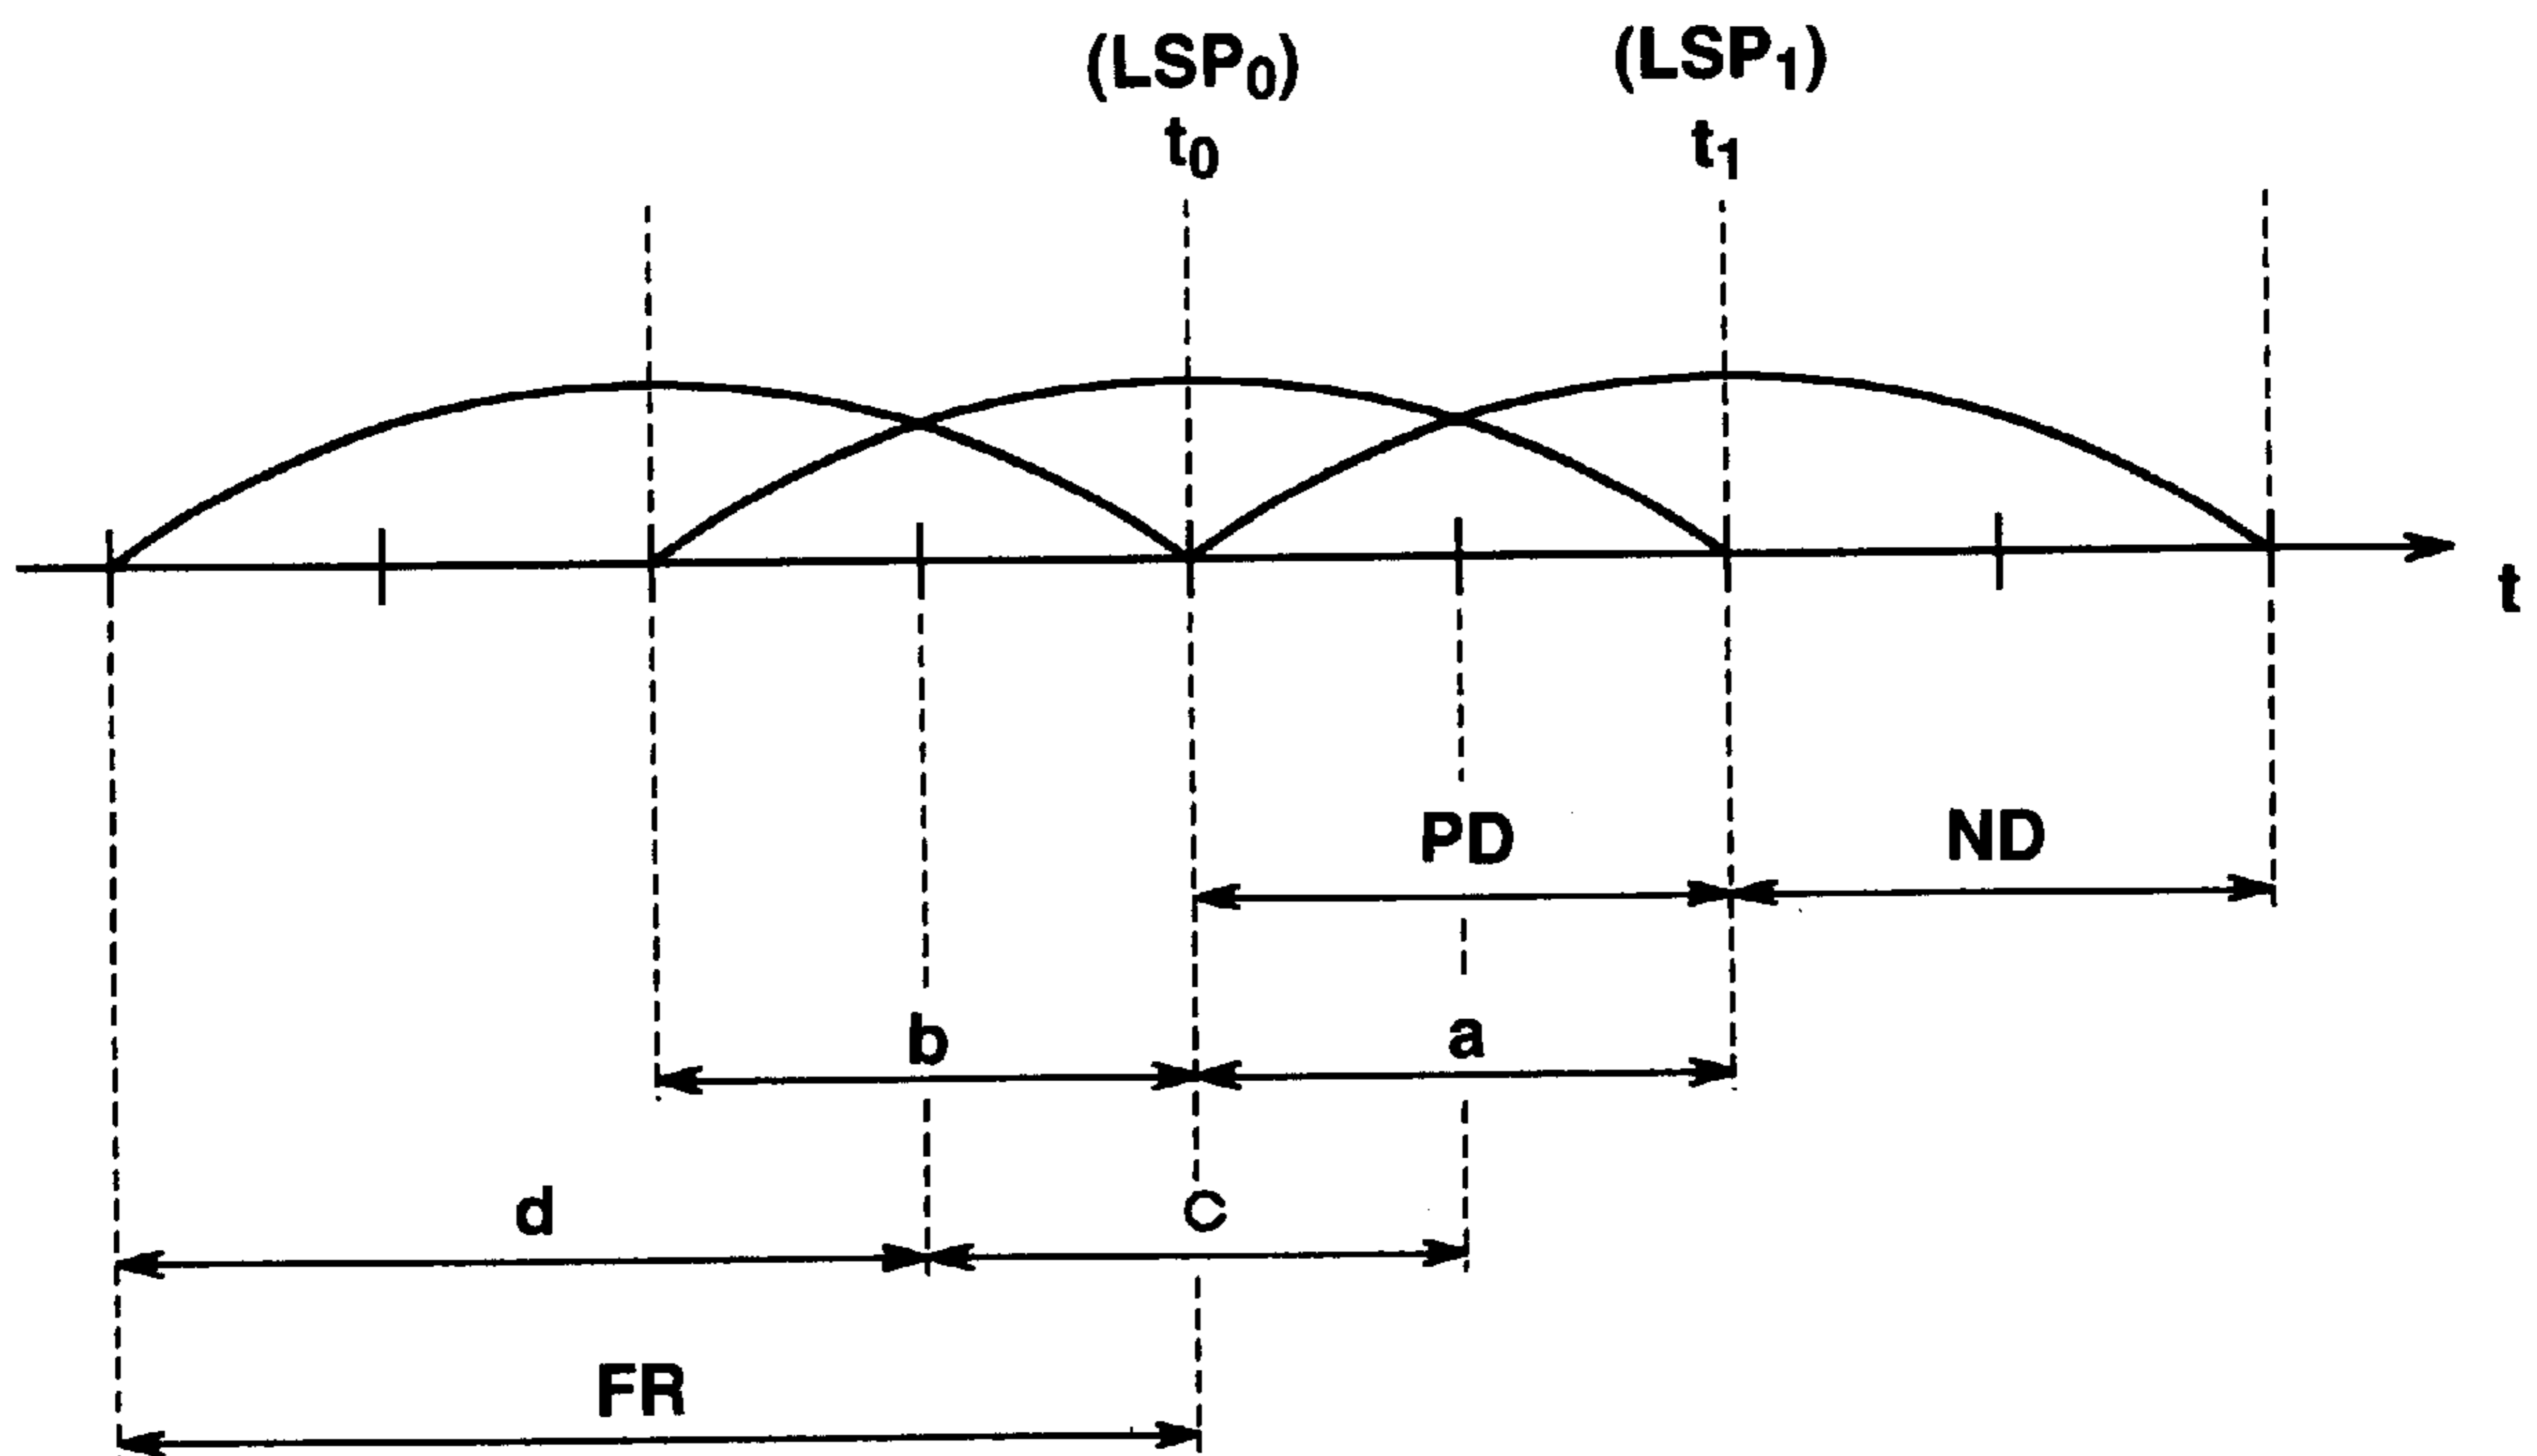 (LSP0) (LSP1)
t0 t1
t
PD ND
b a
d C
FR